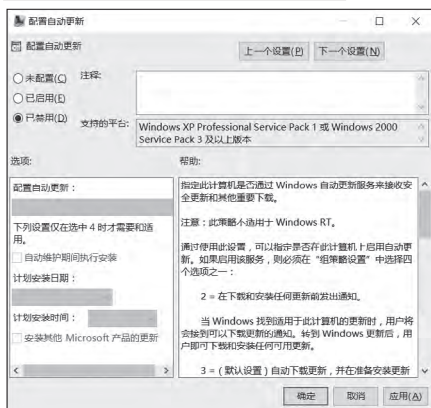 配置自动更新
配置自动更新
上一个设置(P) 下一个设置(N)
未配置(C) 注释:
已启用(E)
已禁用(D)
支持的平台: Windows XP Professional Service Pack 1 或 Windows 2000
Service Pack 3 及以上版本
选项: 帮助:
配置自动更新：
下列设置仅在选中 4 时才需要和适
用。
自动维护期间执行安装
计划安装日期：
计划安装时间：
安装其他 Microsoft 产品的更新
指定此计算机是否通过 Windows 自动更新服务来接收安
全更新和其他重要下载。
注意：此策略不适用于 Windows RT。
通过使用此设置，可以指定是否在此计算机上启用自动更
新。如果启用该服务，则必须在“组策略设置”中选择四
个选项之一：
2 = 在下载和安装任何更新前发出通知。
当 Windows 找到适用于此计算机的更新时，用户将
会接到可以下载更新的通知。转到 Windows 更新后，用
户即可下载和安装任何可用更新。
3 =（默认设置）自动下载更新，并在准备安装更新
确定 取消 应用(A)